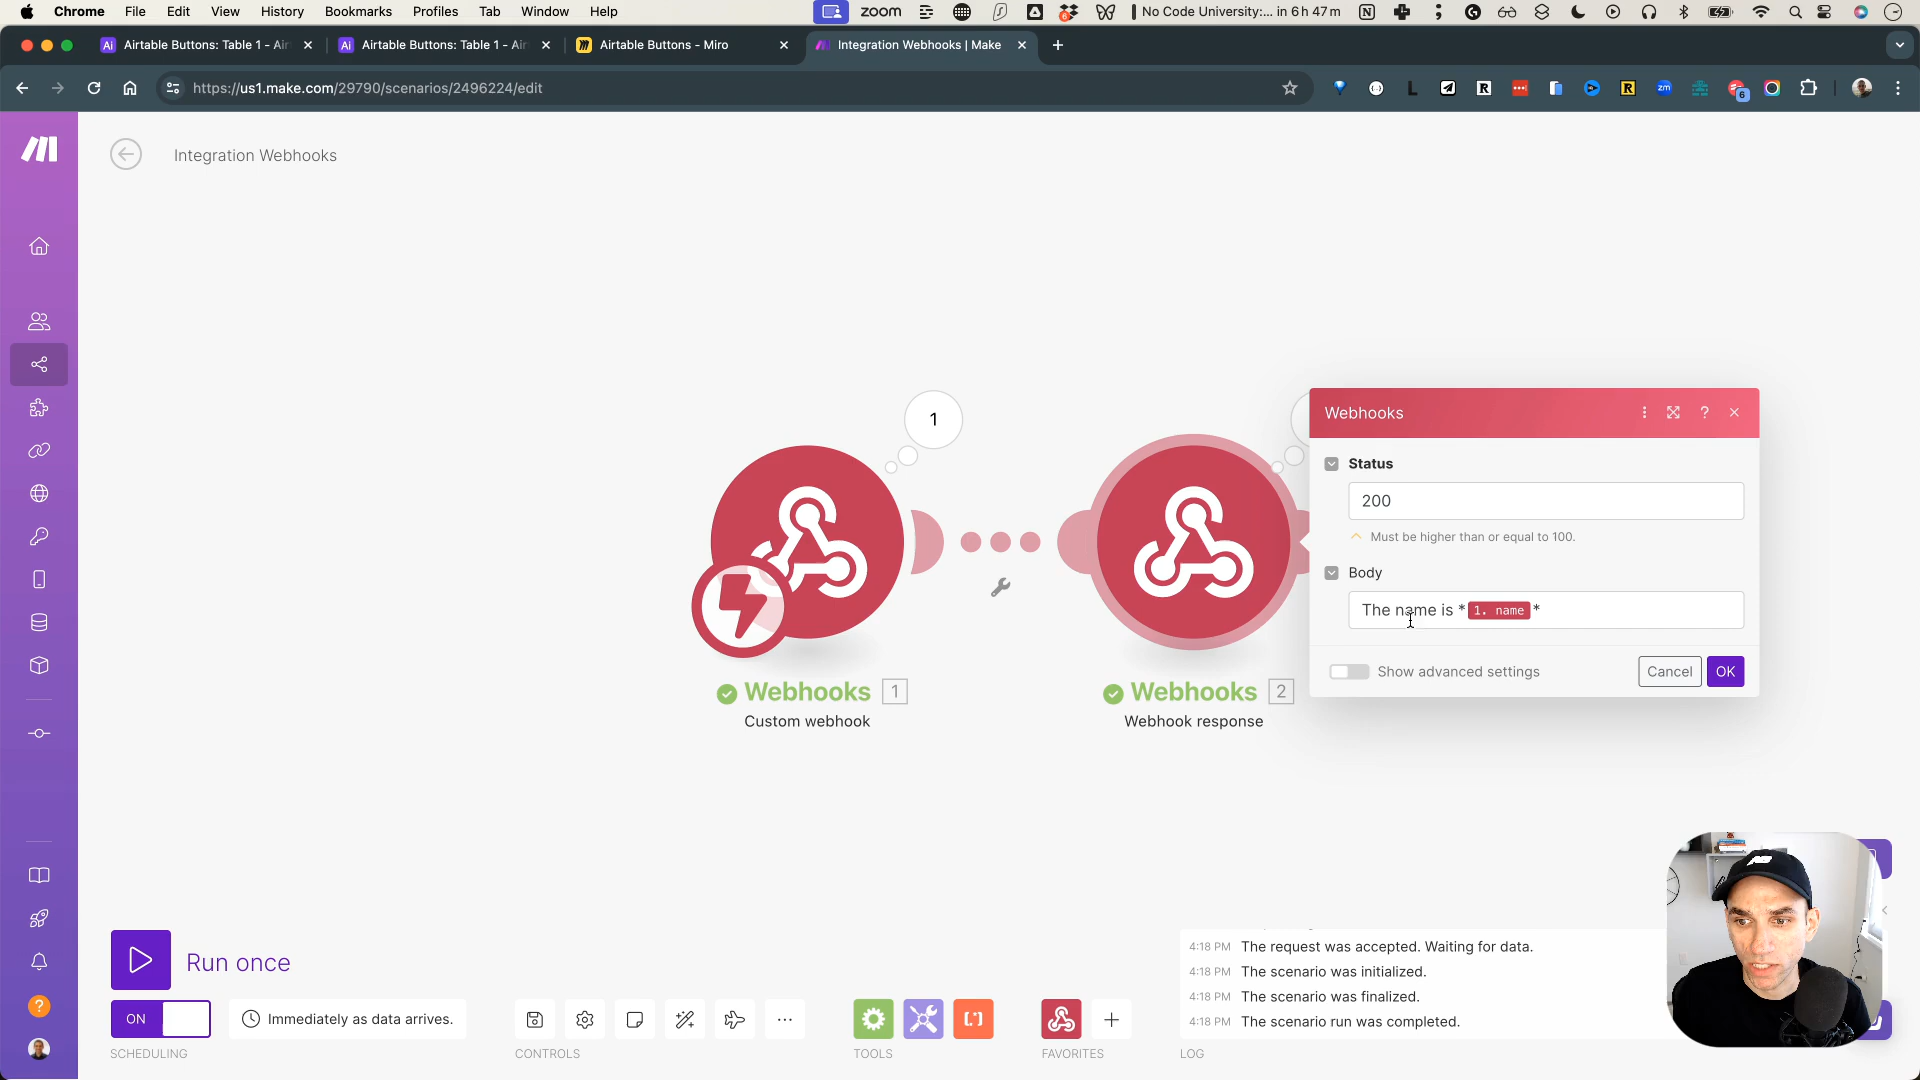 Chrome File Edit View History Bookmarks Profiles Tab Window Help zoom No Code University:... in 6 h 47 m
Airtable Buttons: Table 1 - Air
Airtable Buttons: Table 1 - Air
Airtable Buttons - Miro
Integration Webhooks | Make
https://us1.make.com/29790/scenarios/2496224/edit
Integration Webhooks
1
Webhooks
Status
200
Must be higher than or equal to 100.
Body
The name is * 1. name *
Show advanced settings
Cancel
OK
Webhooks 1
Custom webhook
Webhooks 2
Webhook response
Run once
ON
Immediately as data arrives.
SCHEDULING
CONTROLS
TOOLS
FAVORITES
4:18 PM The request was accepted. Waiting for data.
4:18 PM The scenario was initialized.
4:18 PM The scenario was finalized.
4:18 PM The scenario run was completed.
LOG